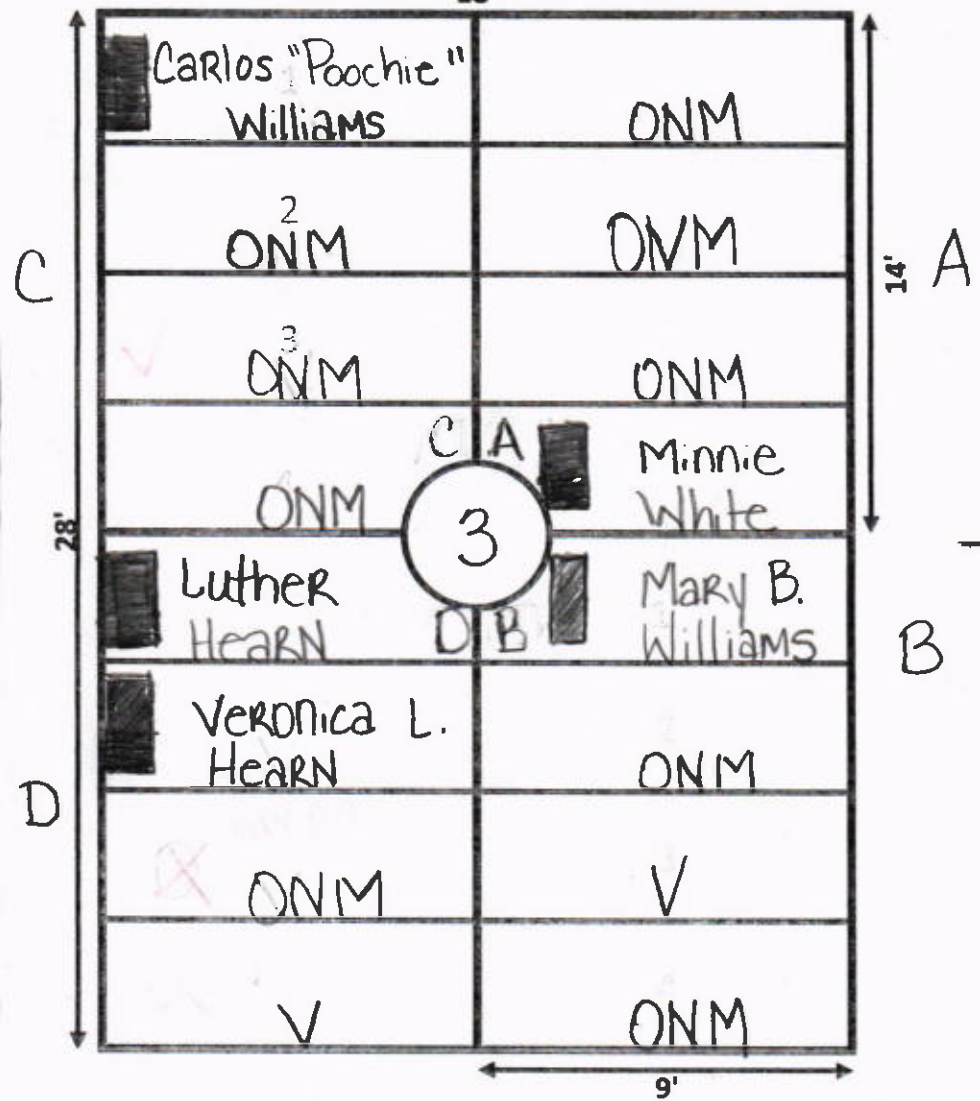 Carlos "Poochie"
Williams
ONM
2
ONM
ONM
C
A
14'
3
ONM
ONM
C A
Minnie
White
ONM
3
28'
Luther
Hearn
D B
Mary B.
Williams
B
Veronica L.
Hearn
ONM
D
ONM
V
V
ONM
9'